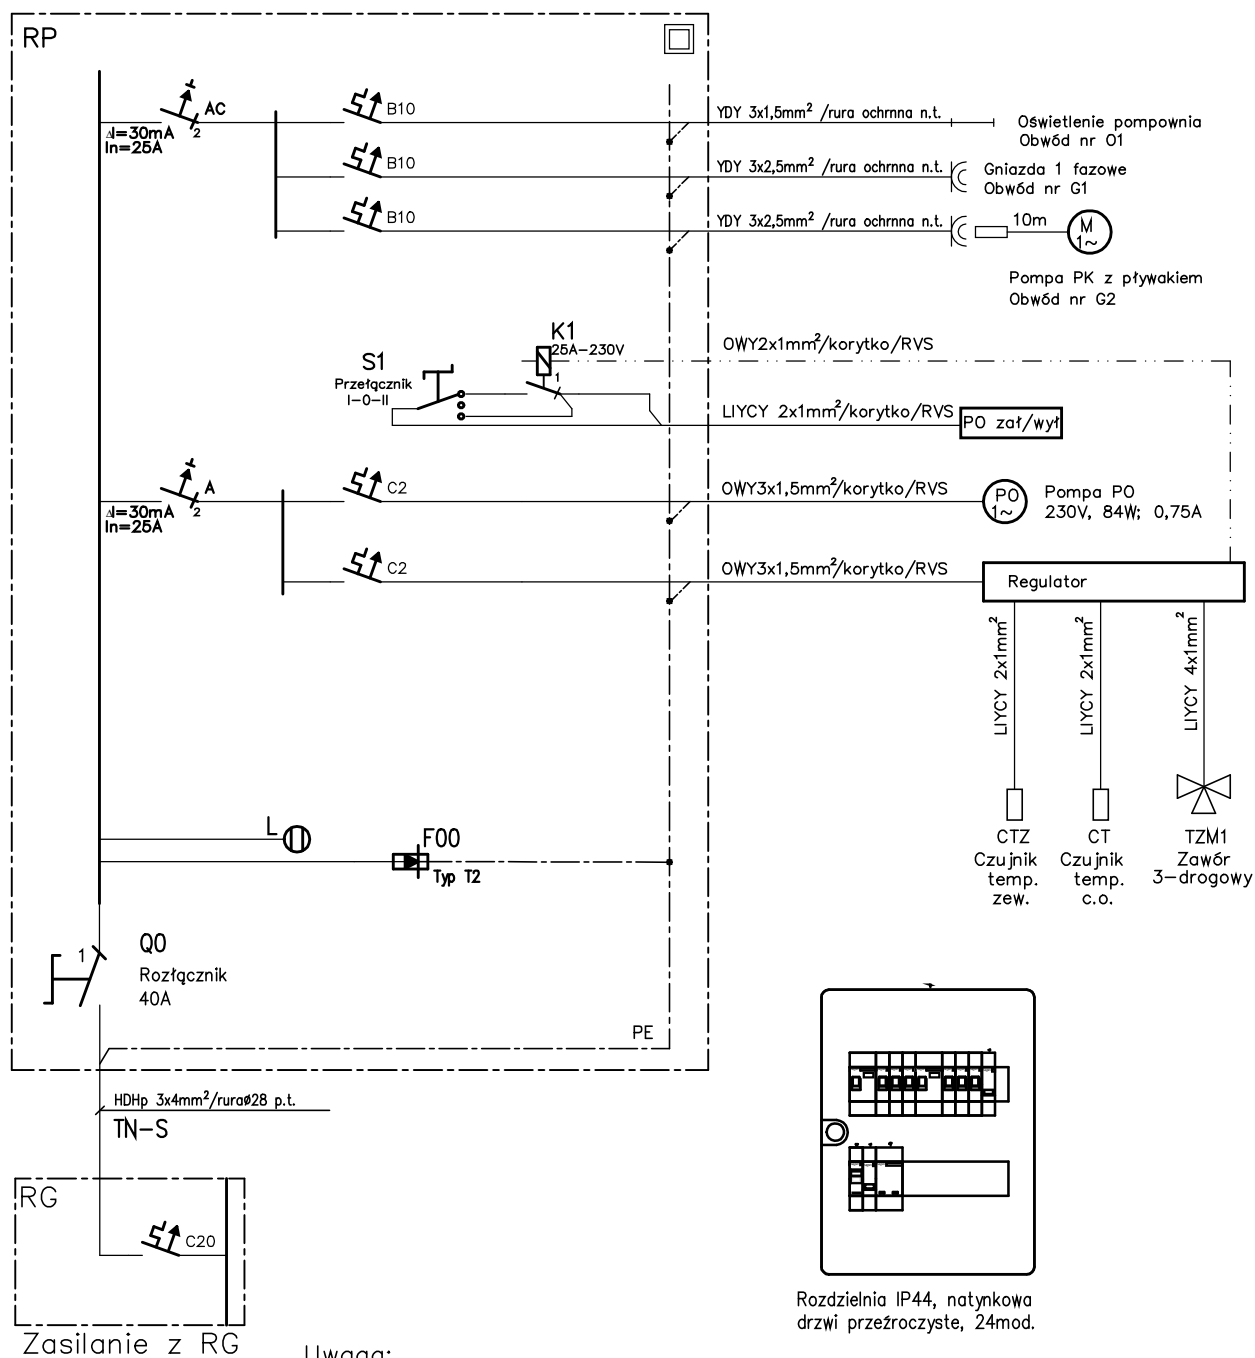 RP
AC
ΔI=30mA
In=25A
2
B10
YDY 3x1,5mm² /rura ochrnna n.t.
Oświetlenie pompownia
Obwód nr O1
B10
YDY 3x2,5mm² /rura ochrnna n.t.
Gniazda 1 fazowe
Obwód nr G1
B10
YDY 3x2,5mm² /rura ochrnna n.t.
10m
M
1~
Pompa PK z pływakiem
Obwód nr G2
K1
25A-230V
1
OWY2x1mm²/korytko/RVS
S1
Przełącznik
I-0-II
LIYCY 2x1mm²/korytko/RVS
PO zał/wył
A
ΔI=30mA
In=25A
2
C2
OWY3x1,5mm²/korytko/RVS
PO
1~
Pompa PO
230V, 84W; 0,75A
C2
OWY3x1,5mm²/korytko/RVS
Regulator
LIYCY 2x1mm²
LIYCY 2x1mm²
LIYCY 4x1mm²
CTZ
Czujnik
temp.
zew.
CT
Czujnik
temp.
c.o.
TZM1
Zawór
3-drogowy
L
F00
Typ T2
1
Q0
Rozłącznik
40A
PE
HDHp 3x4mm²/ruraø28 p.t.
TN-S
RG
C20
Zasilanie z RG
Rozdzielnia IP44, natynkowa
drzwi przeźroczyste, 24mod.
Uwaga: